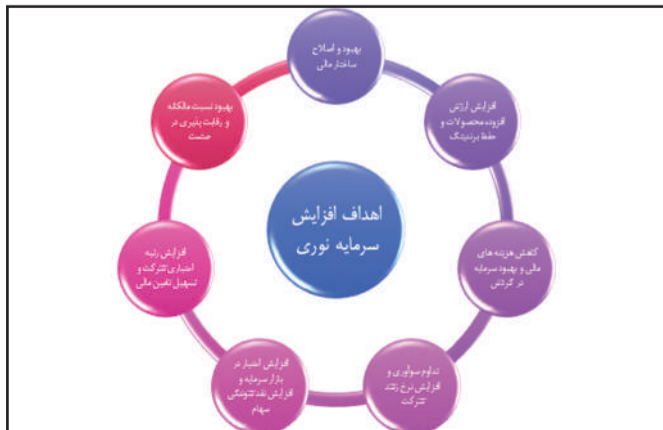 اهداف افزایش
سرمایه نوری
بهبود و اصلاح
ساختار مالی
افزایش ارزش
افزوده محصولات و
حفظ برندینگ
کاهش هزینه های
مالی و بهبود سرمایه
در گردش
تداوم سودآوری و
افزایش نرخ رشد
شرکت
افزایش اعتبار در
بازار سرمایه و
افزایش نقدشوندگی
سهام
افزایش رتبه
اعتباری شرکت و
تسهیل تامین مالی
بهبود نسبت مالکانه
و رقابت پذیری در
صنعت